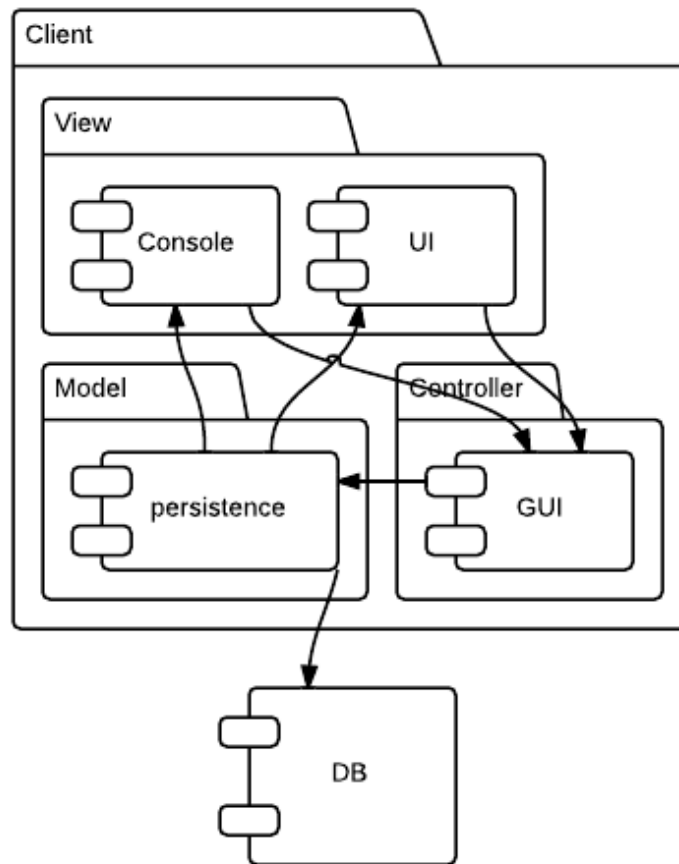 Client
View
Console
UI
Model
Controller
persistence
GUI
DB